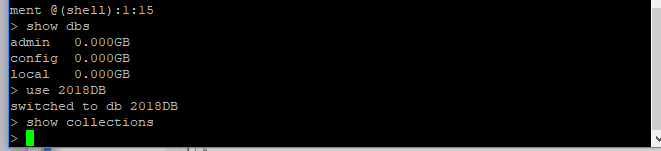 ment @(shell):1:15
> show dbs
admin   0.000GB
config  0.000GB
local   0.000GB
> use 2018DB
switched to db 2018DB
> show collections
>